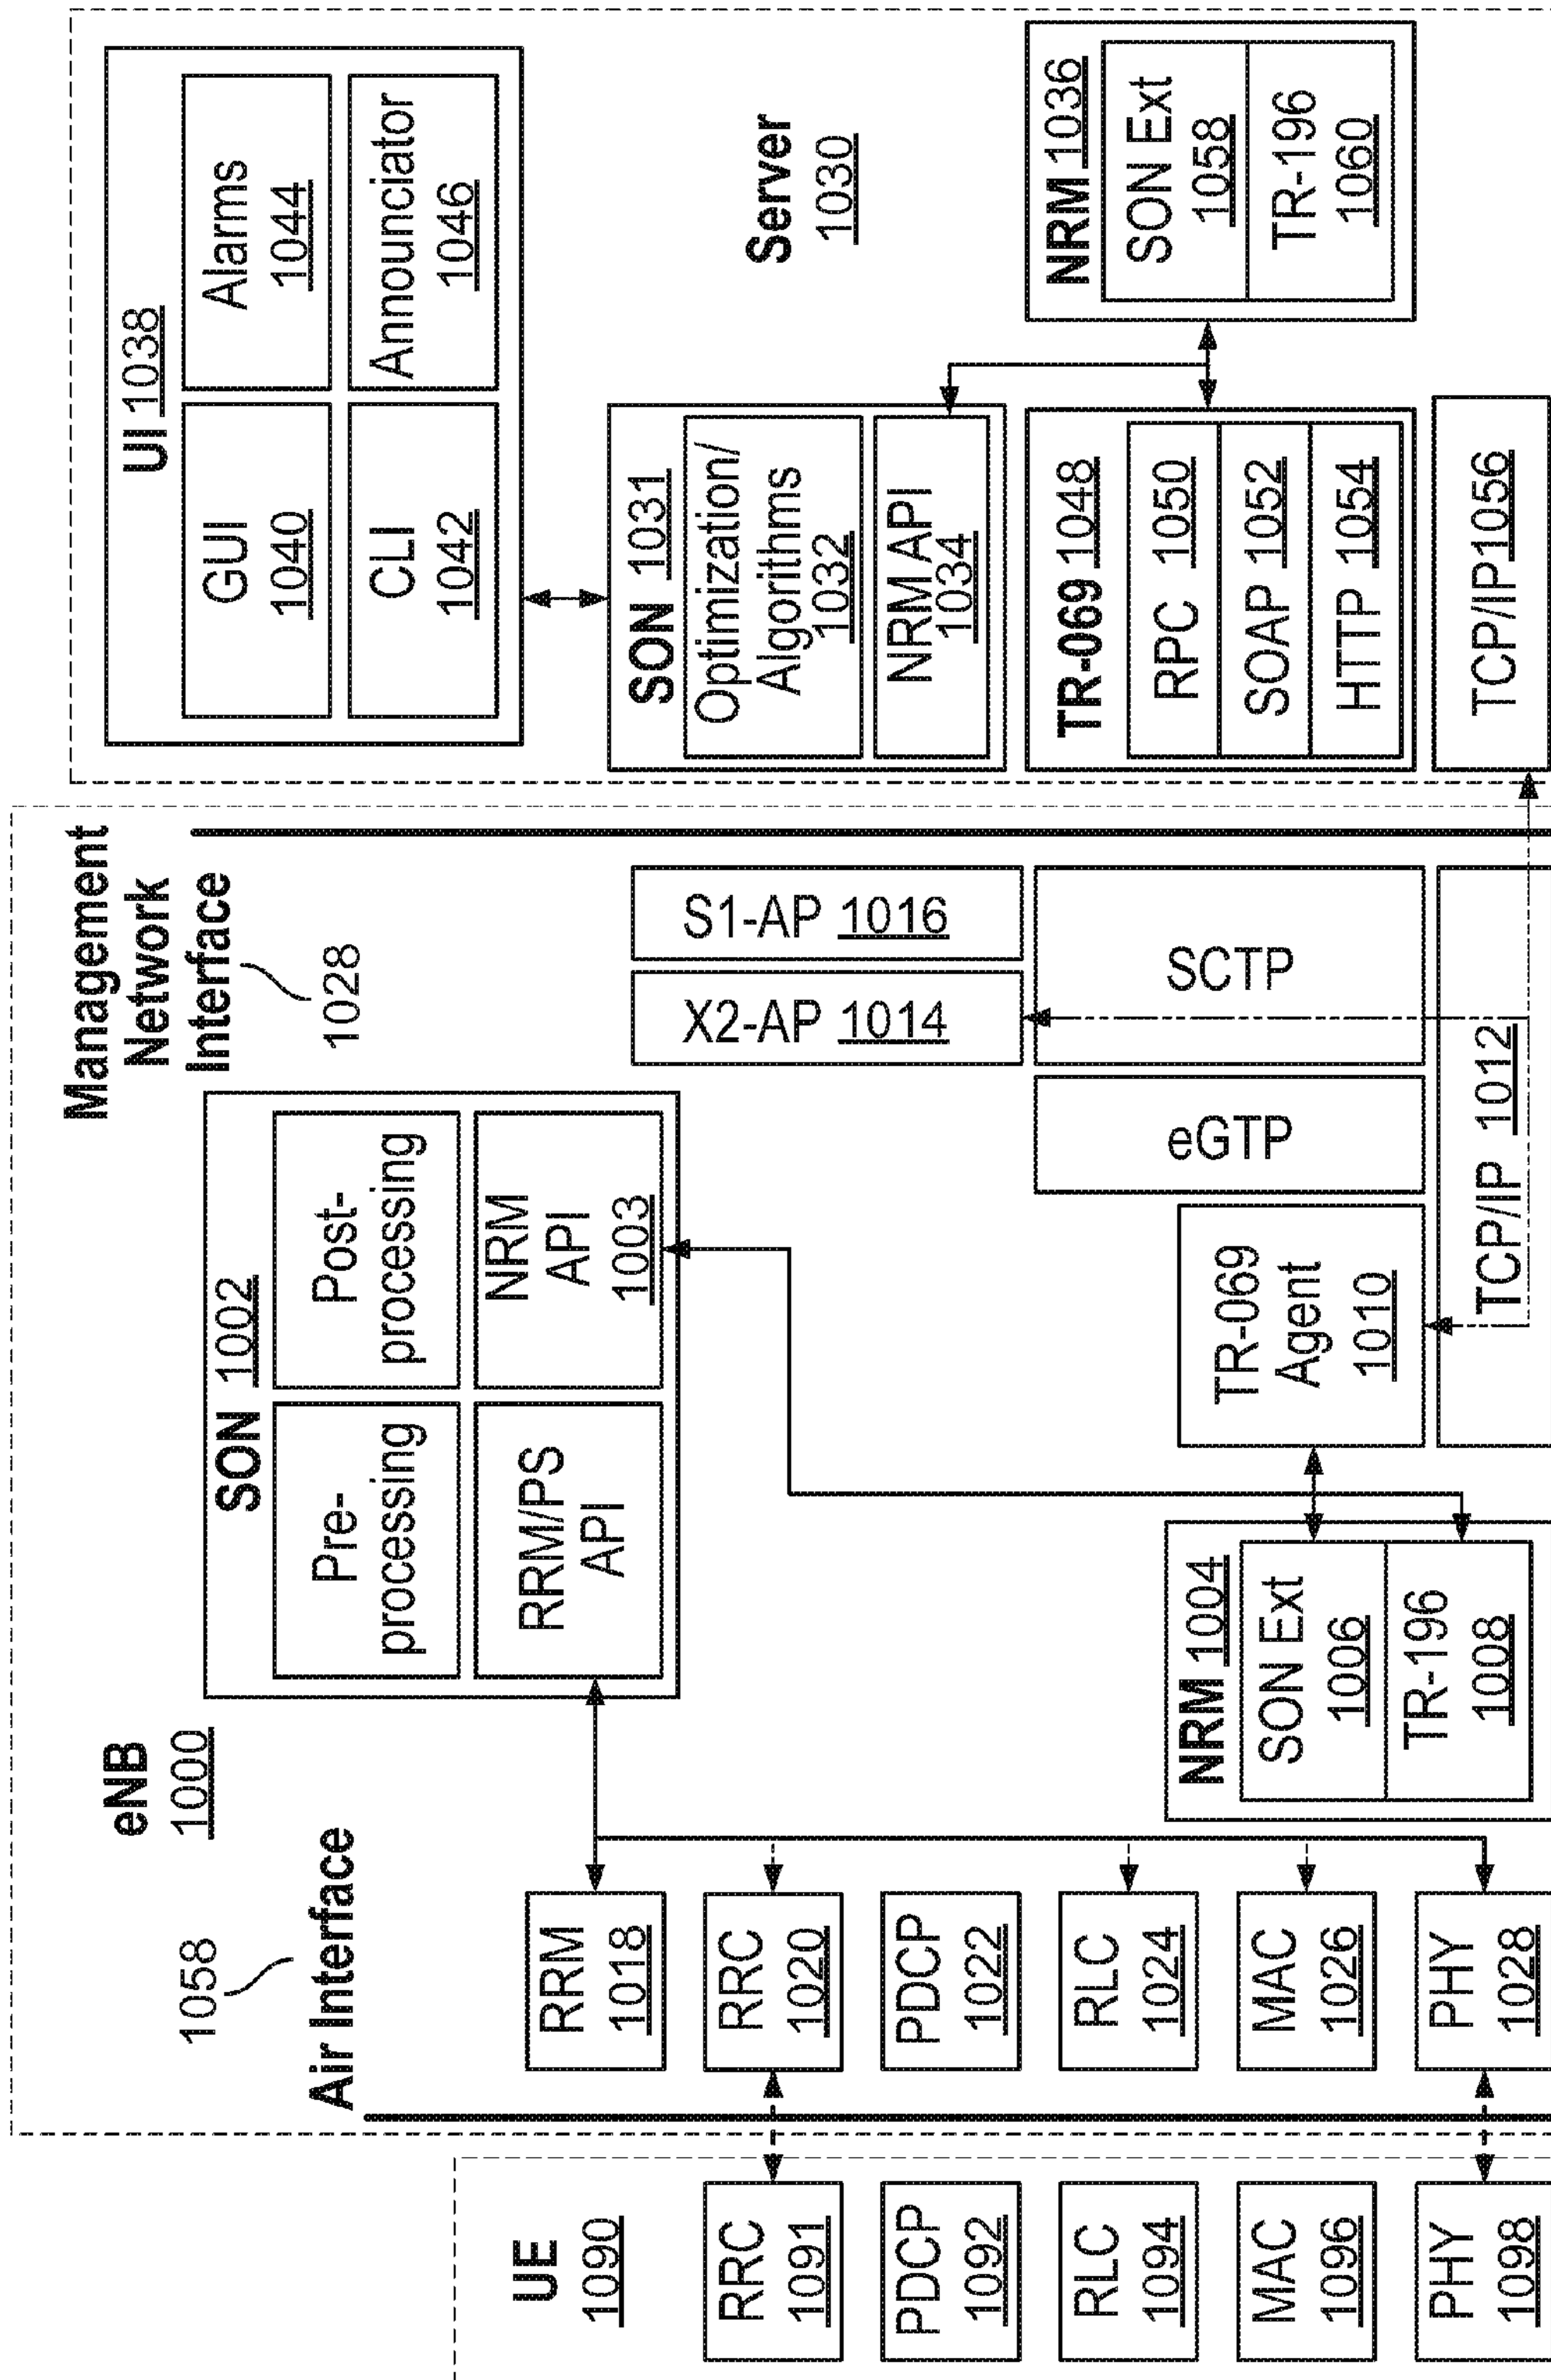 UE
1090
RRC
1091
PDCP
1092
RLC
1094
MAC
1096
PHY
1098
1058
Air Interface
eNB
1000
RRM
1018
RRC
1020
PDCP
1022
RLC
1024
MAC
1026
PHY
1028
SON 1002
Pre-
processing
Post-
processing
RRM/PS
API
NRM
API
1003
NRM 1004
SON Ext
1006
TR-196
1008
TR-069
Agent
1010
eGTP
SCTP
X2-AP 1014
S1-AP 1016
TCP/IP 1012
Management
Network
Interface
1028
UI 1038
GUI
1040
Alarms
1044
CLI
1042
Announciator
1046
SON 1031
Optimization/
Algorithms
1032
NRM API
1034
Server
1030
TR-069 1048
RPC 1050
SOAP 1052
HTTP 1054
NRM 1036
SON Ext
1058
TR-196
1060
TCP/IP1056